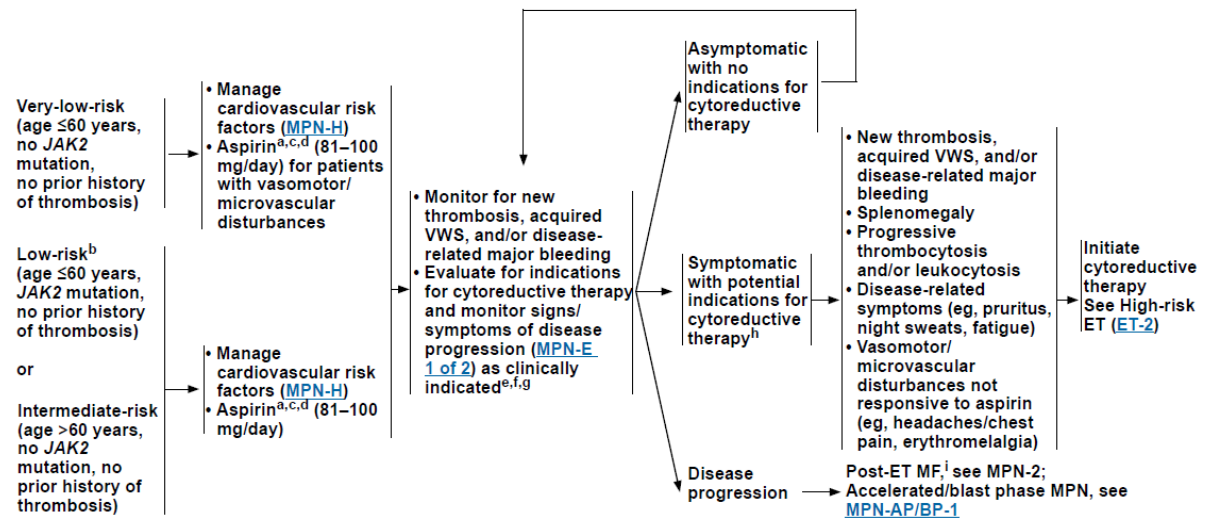 Very-low-risk
(age ≤60 years,
no JAK2
mutation,
no prior history
of thrombosis)
Low-riskb
(age ≤60 years,
JAK2 mutation,
no prior history
of thrombosis)
or
Intermediate-risk
(age >60 years,
no JAK2
mutation, no
prior history of
thrombosis)
• Manage
cardiovascular risk
factors (MPN-H)
• Aspirina,c,d (81–100
mg/day) for patients
with vasomotor/
microvascular
disturbances
• Manage
cardiovascular risk
factors (MPN-H)
• Aspirina,c,d (81–100
mg/day)
• Monitor for new
thrombosis, acquired
VWS, and/or disease-
related major bleeding
• Evaluate for indications
for cytoreductive therapy
and monitor signs/
symptoms of disease
progression (MPN-E
1 of 2) as clinically
indicatede,f,g
Asymptomatic
with no
indications for
cytoreductive
therapy
Symptomatic
with potential
indications for
cytoreductive
therapyh
Disease
progression
• New thrombosis,
acquired VWS, and/or
disease-related major
bleeding
• Splenomegaly
• Progressive
thrombocytosis
and/or leukocytosis
• Disease-related
symptoms (eg, pruritus,
night sweats, fatigue)
• Vasomotor/
microvascular
disturbances not
responsive to aspirin
(eg, headaches/chest
pain, erythromelalgia)
Initiate
cytoreductive
therapy
See High-risk
ET (ET-2)
Post-ET MF,i see MPN-2;
Accelerated/blast phase MPN, see
MPN-AP/BP-1